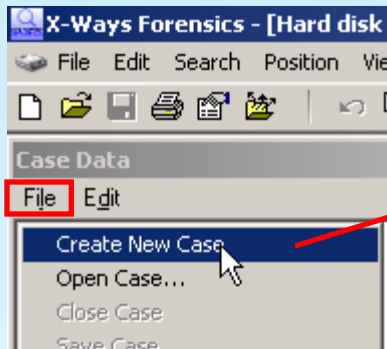 X-Ways Forensics - [Hard disk
File Edit Search Position Vie
Case Data
File Edit
Create New Case
Open Case...
Close Case
Save Case